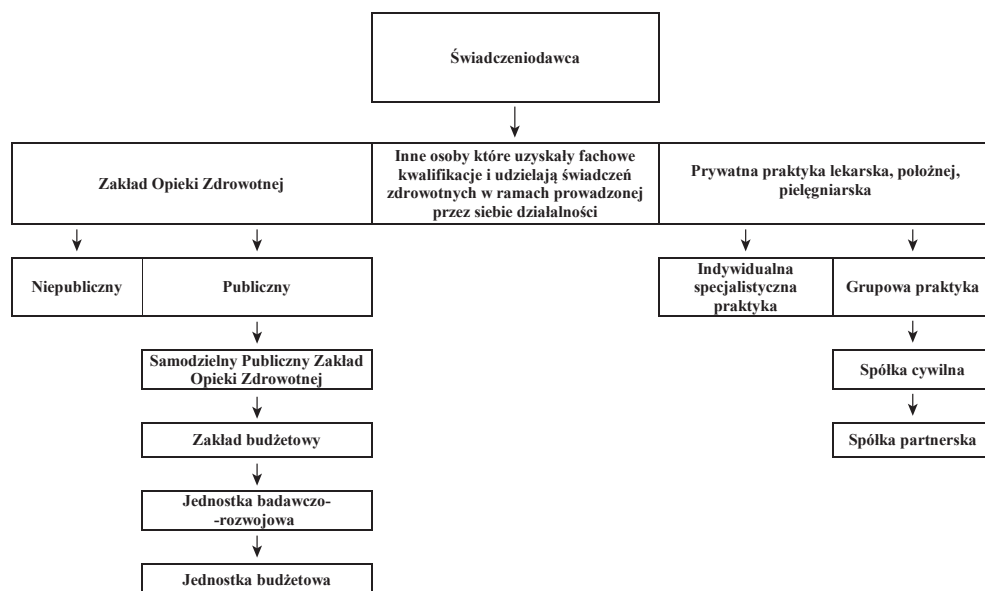 Świadczeniodawca
Zakład Opieki Zdrowotnej
Inne osoby które uzyskały fachowe
kwalifikacje i udzielają świadczeń
zdrowotnych w ramach prowadzonej
przez siebie działalności
Prywatna praktyka lekarska, położnej,
pielęgniarska
Niepubliczny
Publiczny
Indywidualna
specjalistyczna
praktyka
Grupowa praktyka
Samodzielny Publiczny Zakład
Opieki Zdrowotnej
Spółka cywilna
Zakład budżetowy
Spółka partnerska
Jednostka badawczo-
-rozwojowa
Jednostka budżetowa